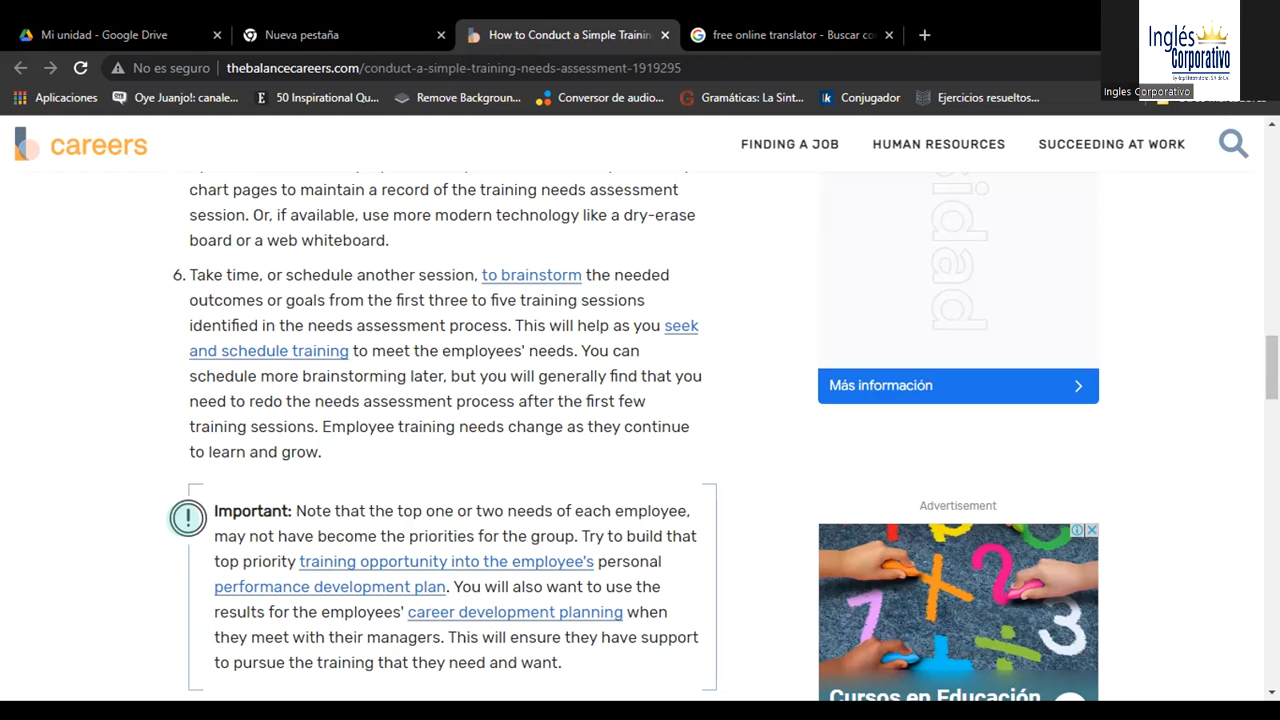 Mi unidad - Google Drive
Nueva pestaña
How to Conduct a Simple Trainin
free online translator - Buscar co
Inglés
Corporativo
Ingles Corporativo
No es seguro
thebalancecareers.com/conduct-a-simple-training-needs-assessment-1919295
Aplicaciones
Oye Juanjo!: canale...
50 Inspirational Qu...
Remove Backgroun...
Conversor de audio...
Gramáticas: La Sint...
Conjugador
Ejercicios resueltos...
careers
FINDING A JOB
HUMAN RESOURCES
SUCCEEDING AT WORK
chart pages to maintain a record of the training needs assessment
session. Or, if available, use more modern technology like a dry-erase
board or a web whiteboard.
6. Take time, or schedule another session, to brainstorm the needed
outcomes or goals from the first three to five training sessions
identified in the needs assessment process. This will help as you seek
and schedule training to meet the employees' needs. You can
schedule more brainstorming later, but you will generally find that you
need to redo the needs assessment process after the first few
training sessions. Employee training needs change as they continue
to learn and grow.
Important: Note that the top one or two needs of each employee,
may not have become the priorities for the group. Try to build that
top priority training opportunity into the employee's personal
performance development plan. You will also want to use the
results for the employees' career development planning when
they meet with their managers. This will ensure they have support
to pursue the training that they need and want.
sidad
Más información
Advertisement
Cursos en Educación